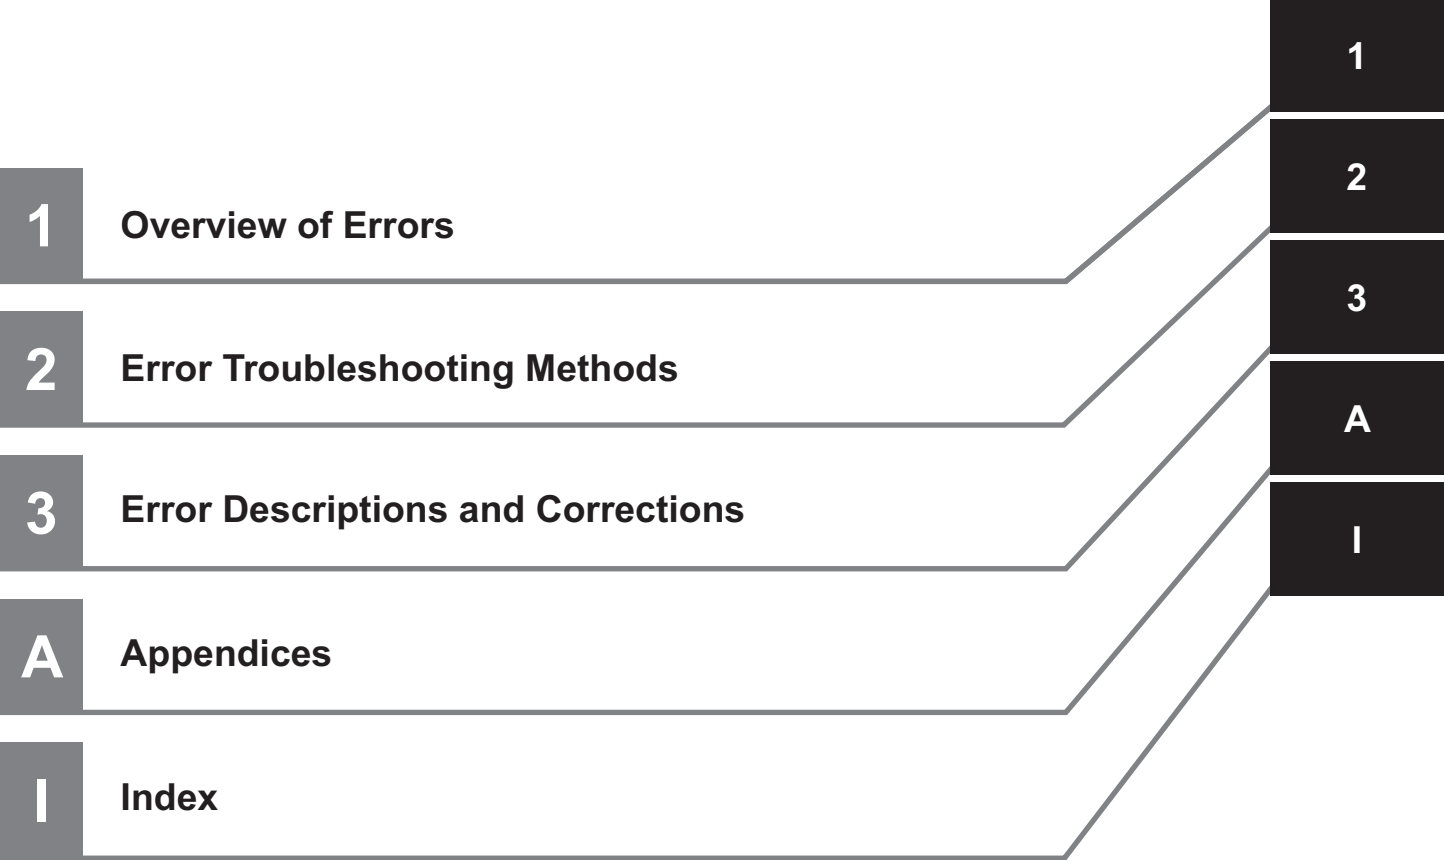 1 Overview of Errors
2 Error Troubleshooting Methods
3 Error Descriptions and Corrections
A Appendices
I Index
1
2
3
A
I